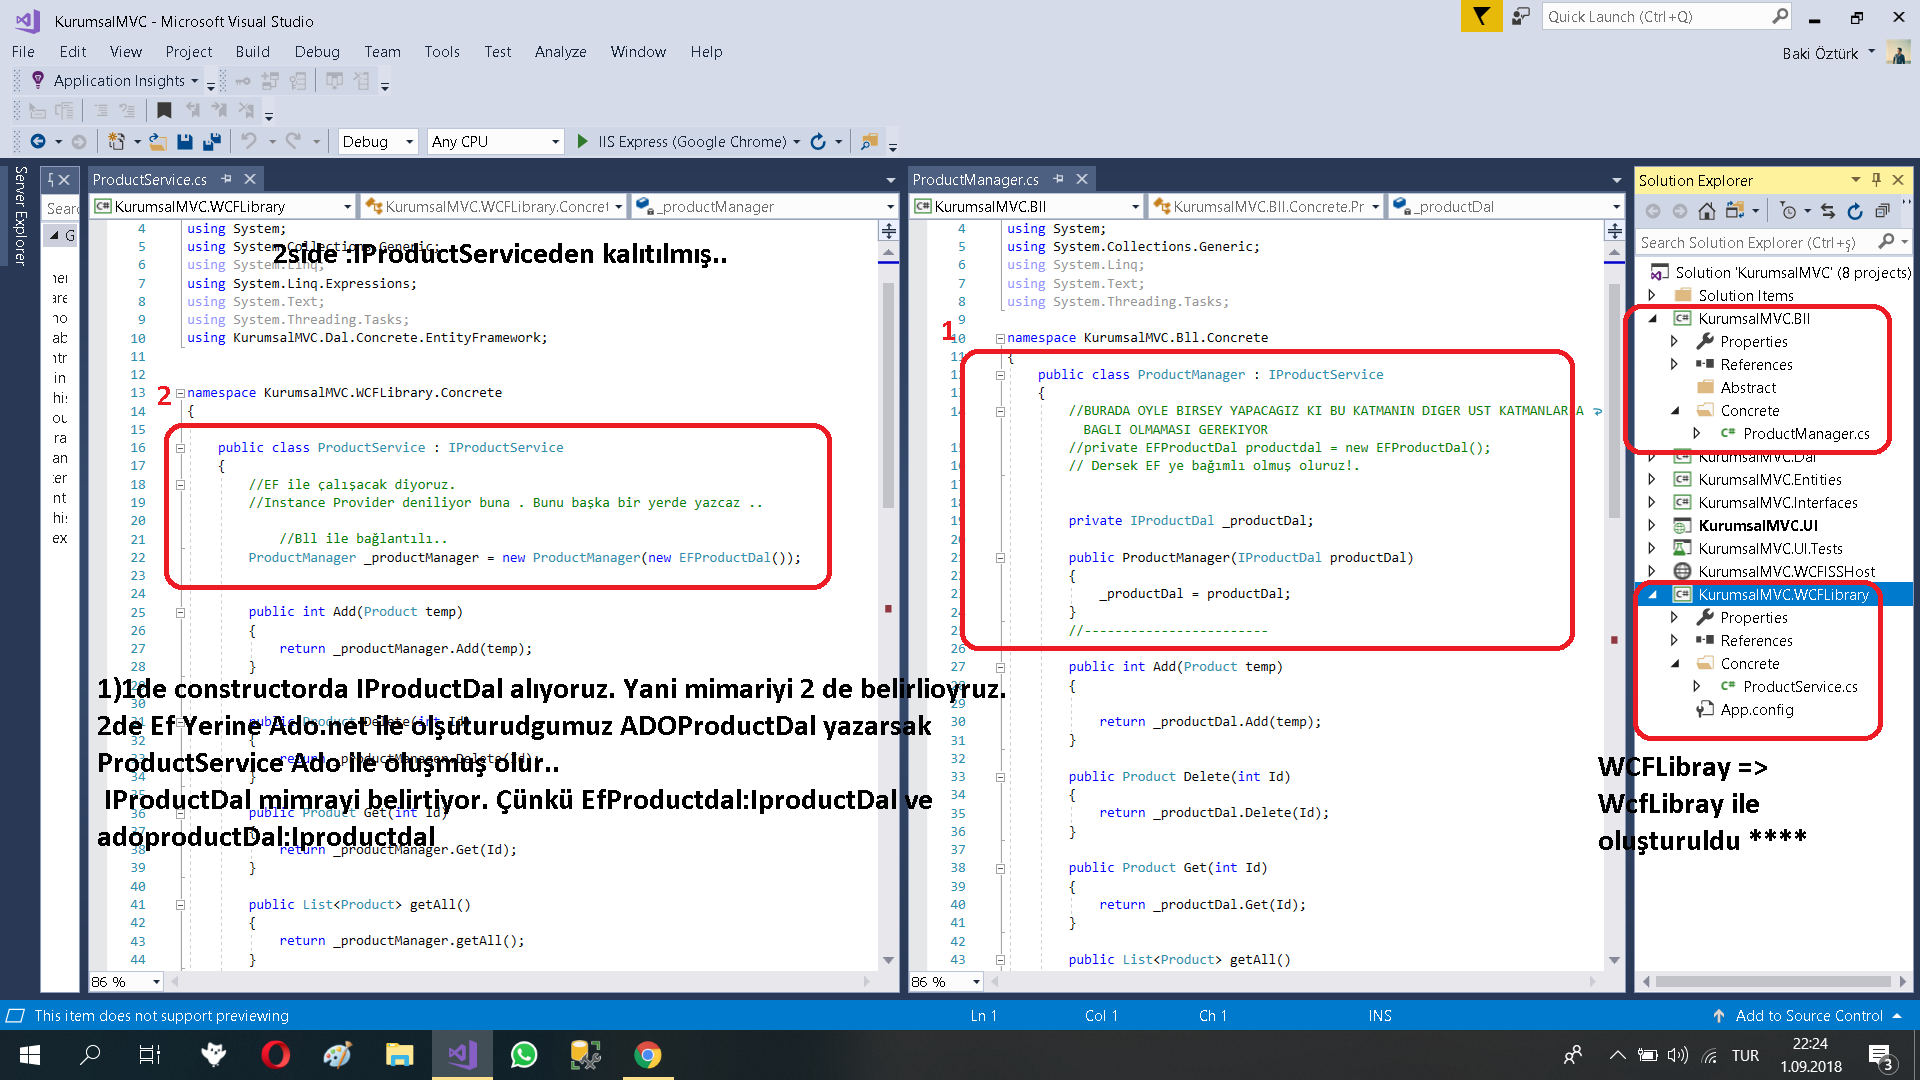 KurumsalMVC - Microsoft Visual Studio
Quick Launch (Ctrl+Q)
File Edit View Project Build Debug Team Tools Test Analyze Window Help
Baki Öztürk
Application Insights
Debug Any CPU IIS Express (Google Chrome)
Server Explorer
Sear
G
ProductService.cs
KurumsalMVC.WCFLibrary KurumsalMVC.WCFLibrary.Concret _productManager
4 using System;
5 using System.Collections.Generic;
2side :IProductServiceden kalıtılmış..
6 using System.Linq;
7 using System.Linq.Expressions;
8 using System.Text;
9 using System.Threading.Tasks;
10 using KurumsalMVC.Dal.Concrete.EntityFramework;
11
12
2
13 namespace KurumsalMVC.WCFLibrary.Concrete
14 {
15
16 public class ProductService : IProductService
17 {
18 //EF ile çalışacak diyoruz.
19 //Instance Provider deniliyor buna . Bunu başka bir yerde yazcaz ..
20
21 //Bll ile bağlantılı..
22 ProductManager _productManager = new ProductManager(new EFProductDal());
23
24
25 public int Add(Product temp)
26 {
27 return _productManager.Add(temp);
28 }
1)1de constructorda IProductDal alıyoruz. Yani mimariyi 2 de belirlioyruz.
31 public Product Delete(int Id)
2de Ef Yerine Ado.net ile olşuturudgumuz ADOProductDal yazarsak
32 {
33 return _productManager.Delete(Id);
ProductService Ado ile oluşmuş olur..
34 }
IProductDal mimrayi belirtiyor. Çünkü EfProductdal:IproductDal ve
36 public Product Get(int Id)
37 {
adoproductDal:Iproductdal
38 return _productManager.Get(Id);
39 }
40
41 public List<Product> getAll()
42 {
43 return _productManager.getAll();
44 }
86 %
ProductManager.cs
KurumsalMVC.Bll KurumsalMVC.Bll.Concrete.Pr _productDal
4 using System;
5 using System.Collections.Generic;
6 using System.Linq;
7 using System.Text;
8 using System.Threading.Tasks;
9
1
10 namespace KurumsalMVC.Bll.Concrete
11 {
12 public class ProductManager : IProductService
13 {
14 //BURADA OYLE BIRSEY YAPACAGIZ KI BU KATMANIN DIGER UST KATMANLARLA
BAGLI OLMAMASI GEREKIYOR
15 //private EFProductDal productdal = new EFProductDal();
16 // Dersek EF ye bağımlı olmuş oluruz!.
17
18
19 private IProductDal _productDal;
20
21 public ProductManager(IProductDal productDal)
22 {
23 _productDal = productDal;
24 }
25 //------------------------
26
27 public int Add(Product temp)
28 {
29
30 return _productDal.Add(temp);
31 }
32
33 public Product Delete(int Id)
34 {
35 return _productDal.Delete(Id);
36 }
37
38 public Product Get(int Id)
39 {
40 return _productDal.Get(Id);
41 }
42
43 public List<Product> getAll()
86 %
Solution Explorer
Search Solution Explorer (Ctrl+ş)
Solution 'KurumsalMVC' (8 projects)
Solution Items
KurumsalMVC.Bll
Properties
References
Abstract
Concrete
ProductManager.cs
KurumsalMVC.Dal
KurumsalMVC.Entities
KurumsalMVC.Interfaces
KurumsalMVC.UI
KurumsalMVC.UI.Tests
KurumsalMVC.WCFISSHost
KurumsalMVC.WCFLibrary
Properties
References
Concrete
ProductService.cs
App.config
WCFLibray =>
WcfLibray ile
oluşturuldu ****
This item does not support previewing
Ln 1 Col 1 Ch 1 INS Add to Source Control
TUR 22:24
1.09.2018
3